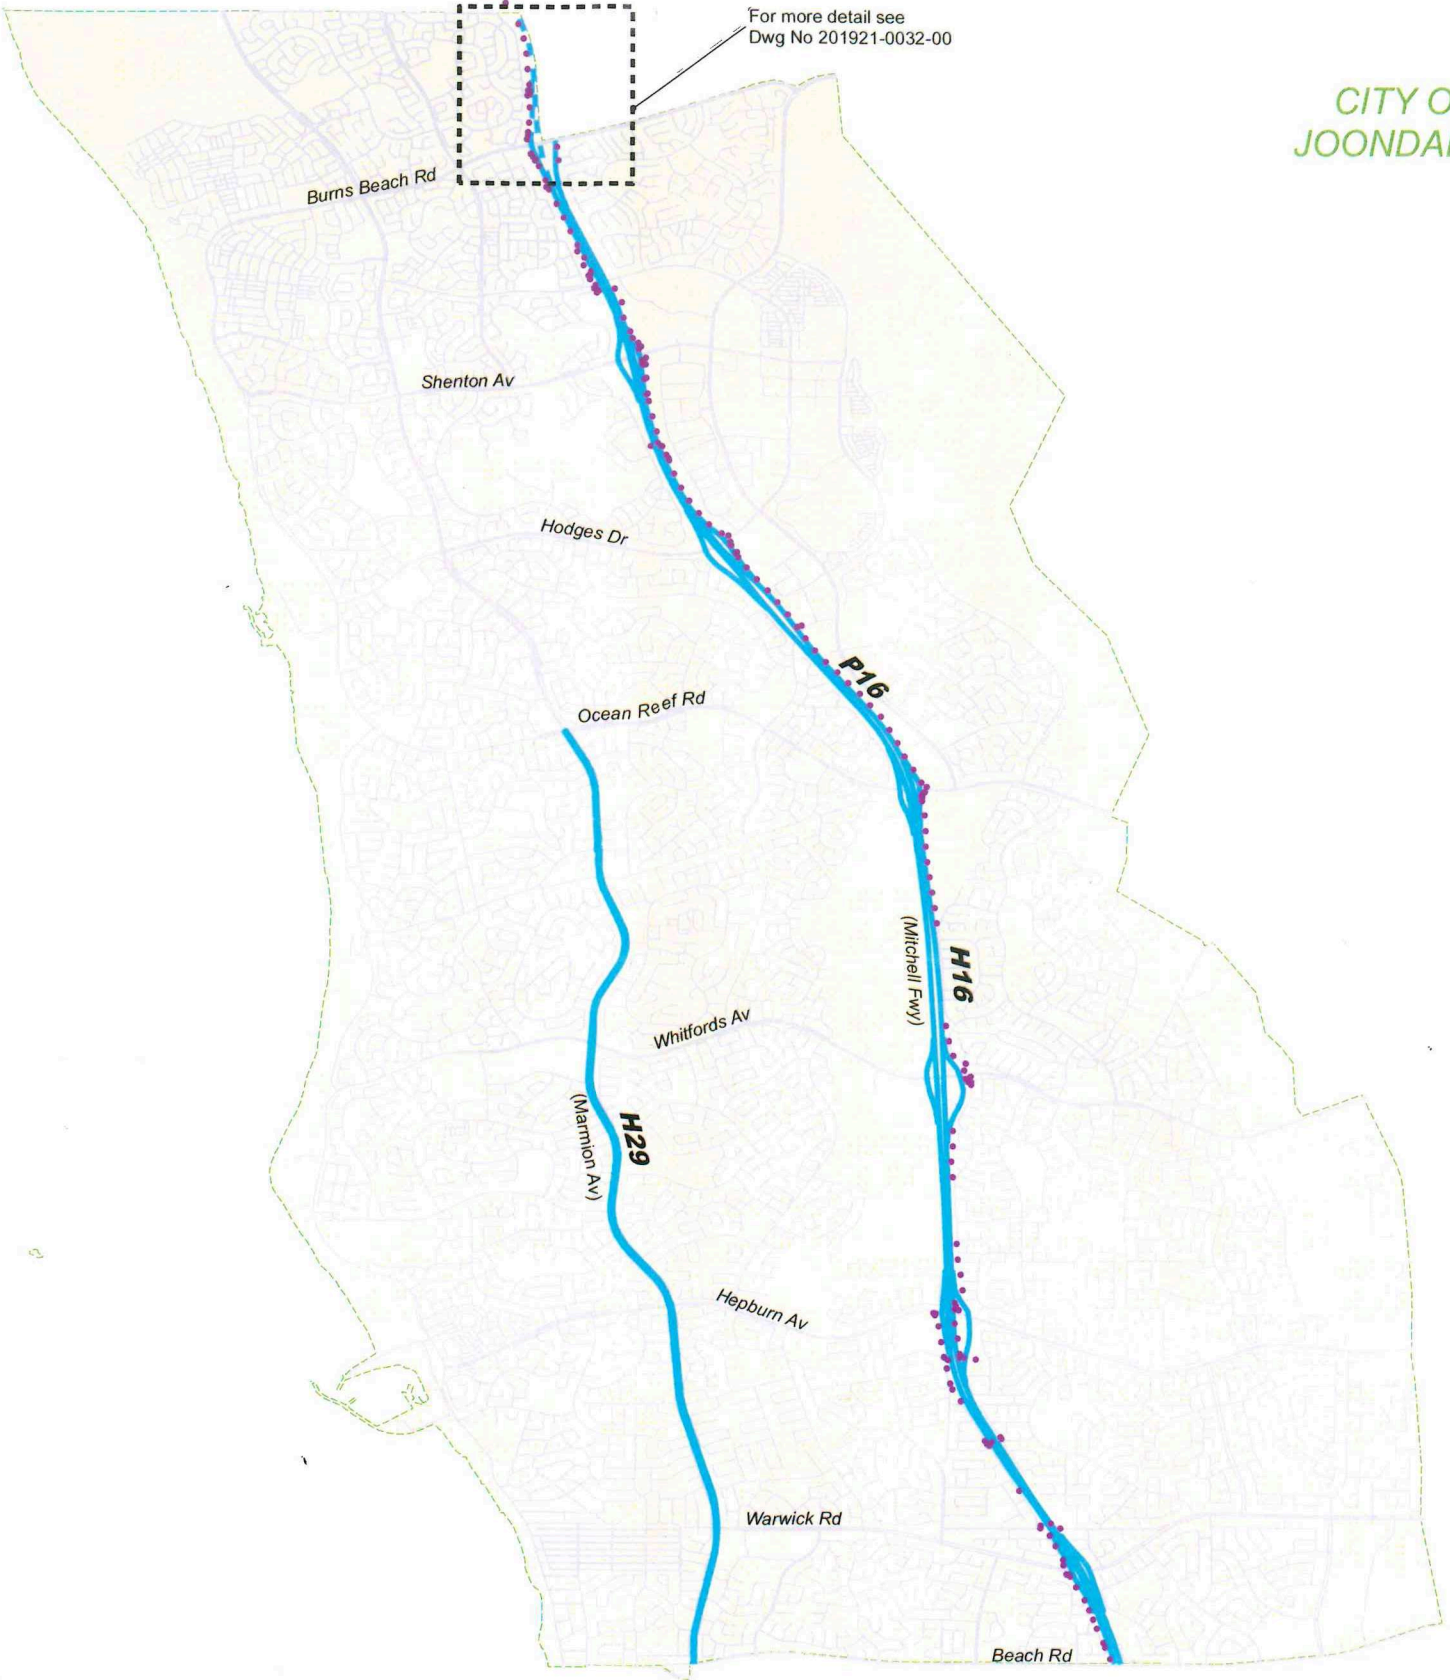 For more detail see
Dwg No 201921-0032-00
CITY O
JOONDA
Burns Beach Rd
Shenton Av
Hodges Dr
P16
Ocean Reef Rd
H16
(Mitchell Fwy)
Whitfords Av
H29
(Marmion Av)
Hepburn Av
Warwick Rd
Beach Rd